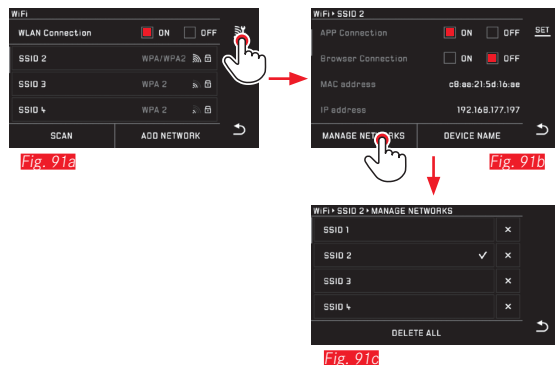 WiFi
WLAN Connection ON OFF
SSID 2 WPA/WPA2
SSID 3 WPA 2
SSID 4 WPA 2
SCAN ADD NETWORK
Fig. 91a
WiFi ▸ SSID 2
APP Connection ON OFF
SET
Browser Connection ON OFF
MAC address c8:aa:21:5d:16:ae
IP address 192.168.177.197
MANAGE NETWORKS DEVICE NAME
Fig. 91b
WiFi ▸ SSID 2 ▸ MANAGE NETWORKS
SSID 1 ×
SSID 2 ✓ ×
SSID 3 ×
SSID 4 ×
DELETE ALL
Fig. 91c